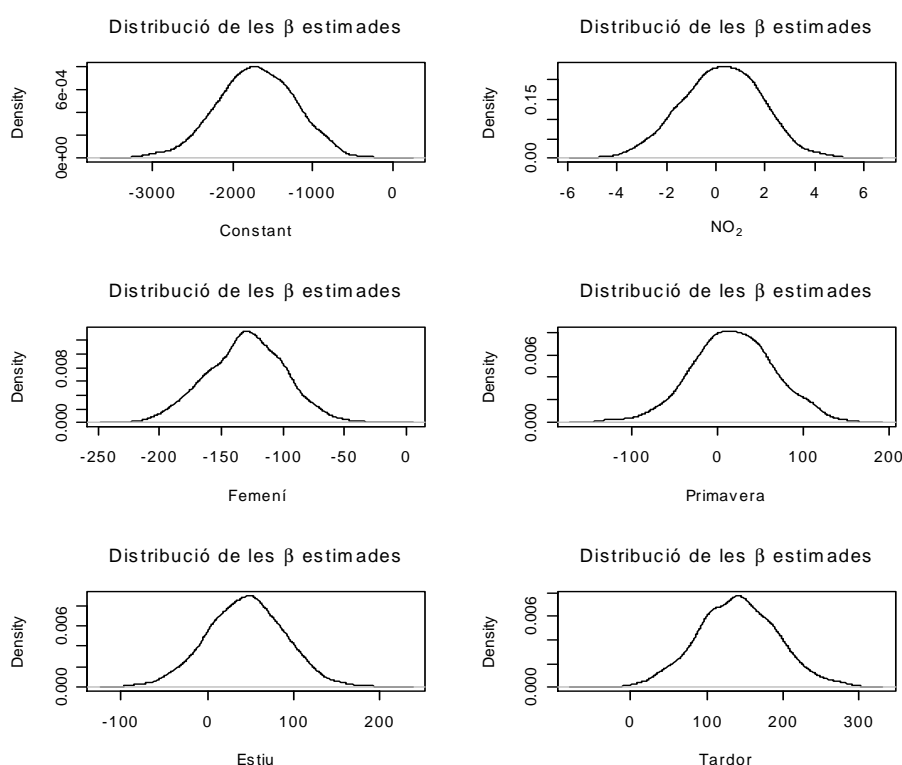 Distribució de les β estimades
Density
0e+00
6e-04
-3000
-2000
-1000
0
Constant
Distribució de les β estimades
Density
0.00
0.15
-6
-4
-2
0
2
4
6
NO₂
Distribució de les β estimades
Density
0.000
0.008
-250
-200
-150
-100
-50
0
Femení
Distribució de les β estimades
Density
0.000
0.006
-100
0
100
200
Primavera
Distribució de les β estimades
Density
0.000
0.006
-100
0
100
200
Estiu
Distribució de les β estimades
Density
0.000
0.006
0
100
200
300
Tardor